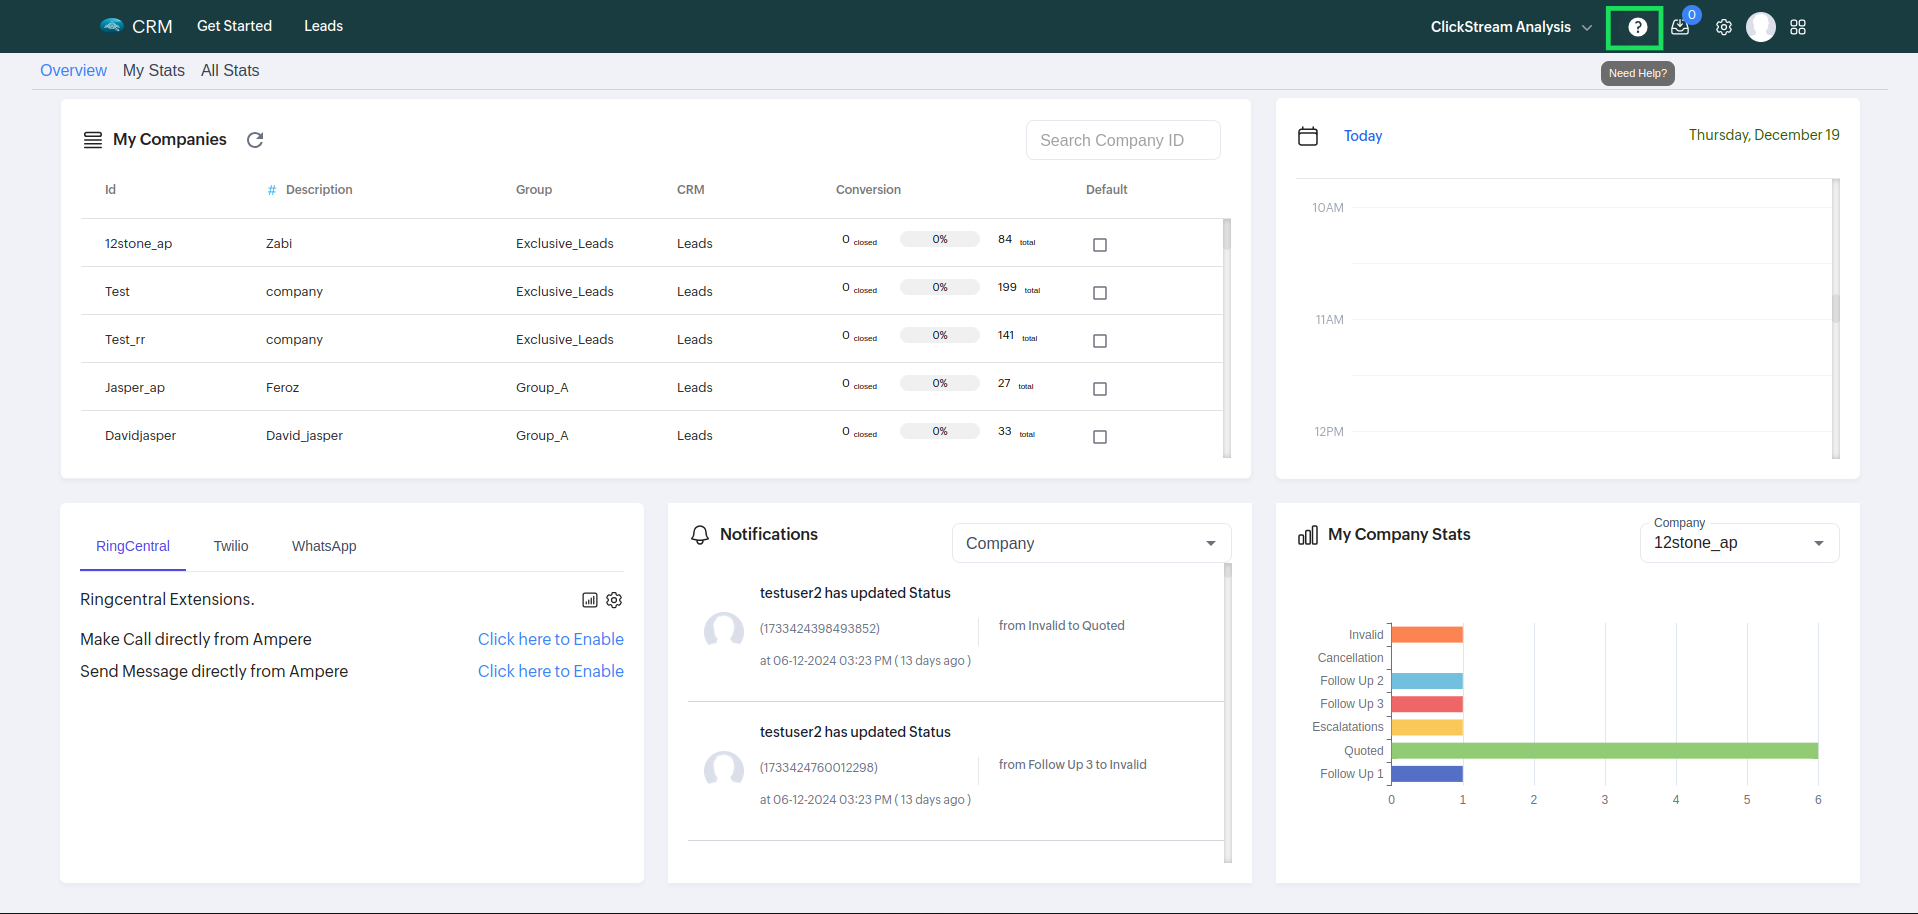 CRM Get Started Leads ClickStream Analysis ? 0
Need Help?
Overview My Stats All Stats
My Companies
Search Company ID
Id # Description Group CRM Conversion Default
12stone_ap Zabi Exclusive_Leads Leads 0 closed 0% 84 total
Test company Exclusive_Leads Leads 0 closed 0% 199 total
Test_rr company Exclusive_Leads Leads 0 closed 0% 141 total
Jasper_ap Feroz Group_A Leads 0 closed 0% 27 total
Davidjasper David_jasper Group_A Leads 0 closed 0% 33 total
Today Thursday, December 19
10AM
11AM
12PM
RingCentral Twilio WhatsApp
Ringcentral Extensions.
Make Call directly from Ampere Click here to Enable
Send Message directly from Ampere Click here to Enable
Notifications
Company
testuser2 has updated Status
(1733424398493852) from Invalid to Quoted
at 06-12-2024 03:23 PM ( 13 days ago )
testuser2 has updated Status
(1733424760012298) from Follow Up 3 to Invalid
at 06-12-2024 03:23 PM ( 13 days ago )
My Company Stats
Company
12stone_ap
Invalid
Cancellation
Follow Up 2
Follow Up 3
Escalatations
Quoted
Follow Up 1
0 1 2 3 4 5 6